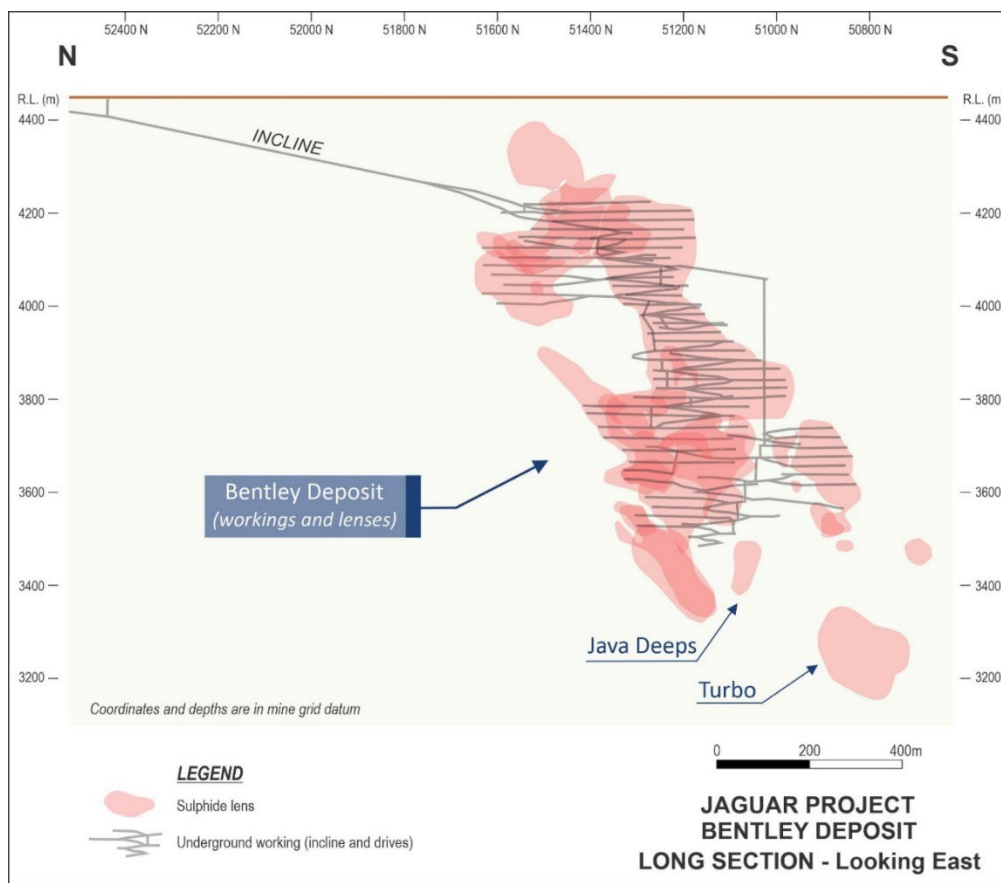 52400 N 52200 N 52000 N 51800 N 51600 N 51400 N 51200 N 51000 N 50800 N
N S
R.L. (m) R.L. (m)
4400 4400
INCLINE
4200 4200
4000 4000
3800 3800
3600 3600
Bentley Deposit
(workings and lenses)
3400 3400
Java Deeps
3200 3200
Turbo
Coordinates and depths are in mine grid datum
0 200 400m
LEGEND
Sulphide lens
Underground working (incline and drives)
JAGUAR PROJECT
BENTLEY DEPOSIT
LONG SECTION - Looking East